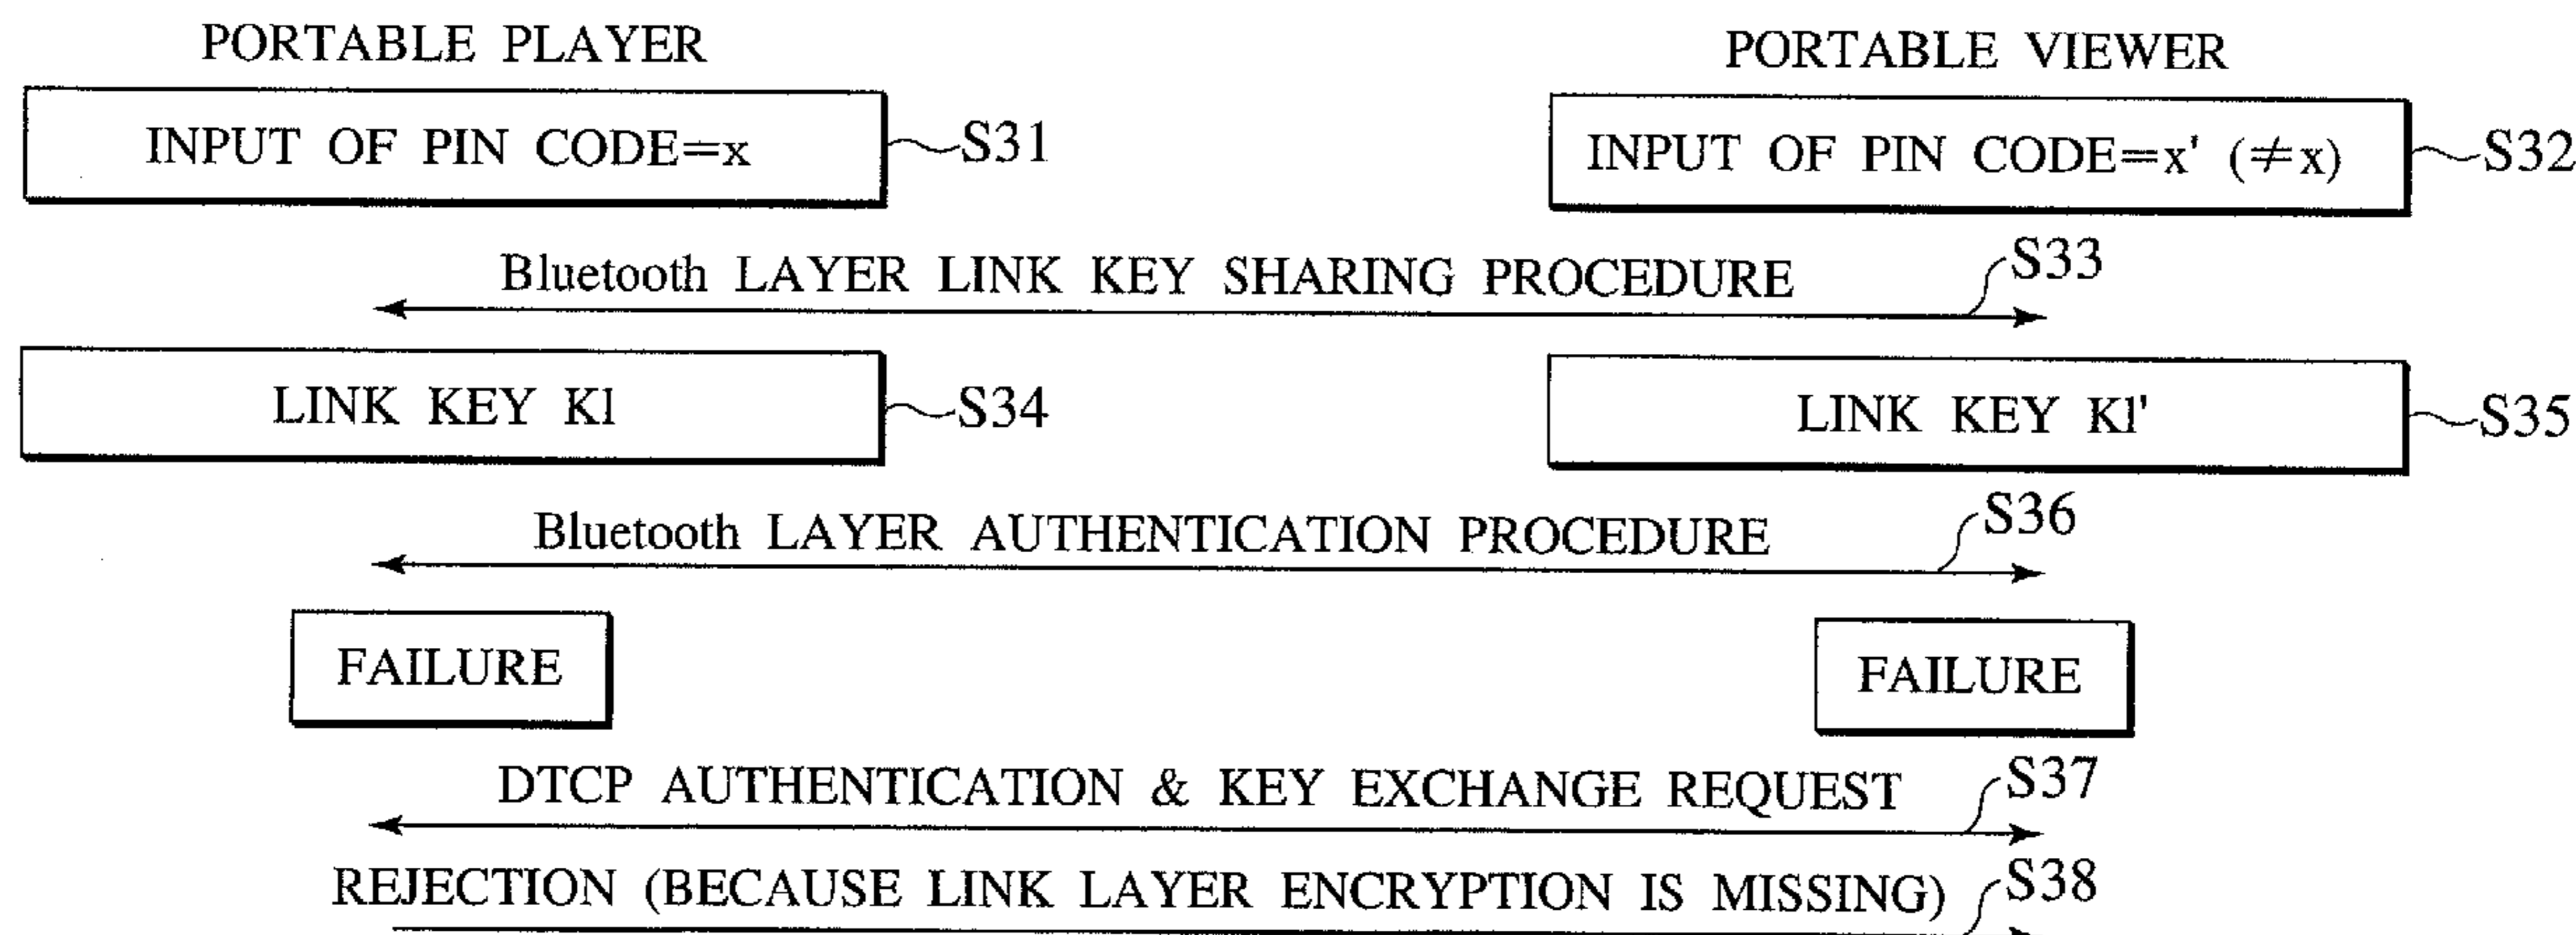 PORTABLE PLAYER
PORTABLE VIEWER
INPUT OF PIN CODE=x
S31
INPUT OF PIN CODE=x' (≠x)
S32
Bluetooth LAYER LINK KEY SHARING PROCEDURE
S33
LINK KEY Kl
S34
LINK KEY Kl'
S35
Bluetooth LAYER AUTHENTICATION PROCEDURE
S36
FAILURE
FAILURE
DTCP AUTHENTICATION & KEY EXCHANGE REQUEST
S37
REJECTION (BECAUSE LINK LAYER ENCRYPTION IS MISSING)
S38